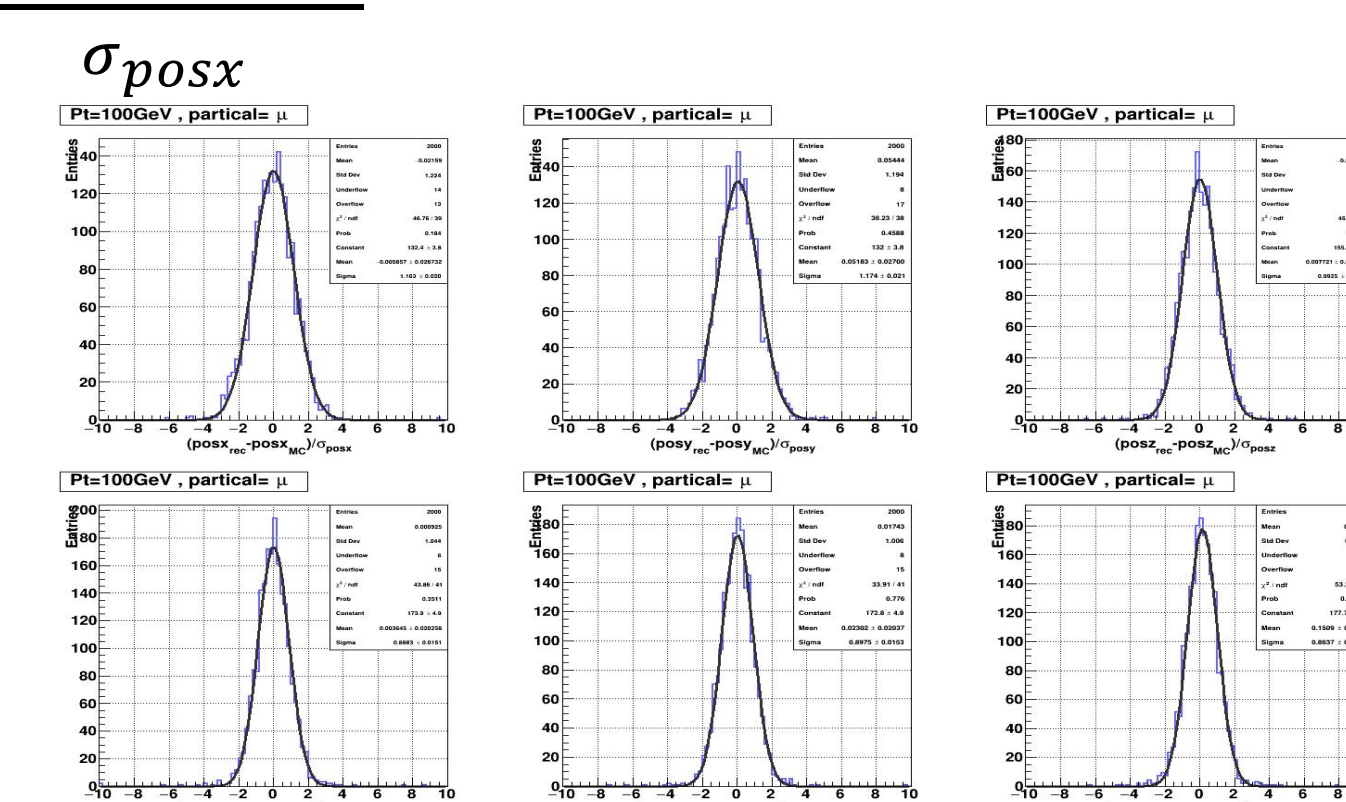 σposx
Pt=100GeV , partical= μ
Entries
140
120
100
80
60
40
20
0
−10 −8 −6 −4 −2 0 2 4 6 8 10
(posx rec -posx MC )/σposx
Entries 2000
Mean -0.02159
Std Dev 1.224
Underflow 14
Overflow 13
χ² / ndf 46.76 / 39
Prob 0.184
Constant 132.4 ± 3.8
Mean -0.005957 ± 0.026732
Sigma 1.163 ± 0.020
Pt=100GeV , partical= μ
Entries
140
120
100
80
60
40
20
0
−10 −8 −6 −4 −2 0 2 4 6 8 10
(posy rec -posy MC )/σposy
Entries 2000
Mean 0.05444
Std Dev 1.194
Underflow 8
Overflow 17
χ² / ndf 38.23 / 38
Prob 0.4588
Constant 132 ± 3.8
Mean 0.05183 ± 0.02700
Sigma 1.174 ± 0.021
Pt=100GeV , partical= μ
Entries
180
160
140
120
100
80
60
40
20
0
−10 −8 −6 −4 −2 0 2 4 6 8
(posz rec -posz MC )/σposz
Entries
Mean
Std Dev
Underflow
Overflow
χ² / ndf
Prob
Constant
Mean
Sigma
Pt=100GeV , partical= μ
Entries
200
180
160
140
120
100
80
60
40
20
0
−10 −8 −6 −4 −2 0 2 4 6 8 10
Entries 2000
Mean 0.000925
Std Dev 1.044
Underflow 6
Overflow 15
χ² / ndf 43.86 / 41
Prob 0.3511
Constant 173.3 ± 4.9
Mean 0.003645 ± 0.020258
Sigma 0.8883 ± 0.0151
Pt=100GeV , partical= μ
Entries
180
160
140
120
100
80
60
40
20
0
−10 −8 −6 −4 −2 0 2 4 6 8 10
Entries 2000
Mean 0.01743
Std Dev 1.006
Underflow 8
Overflow 15
χ² / ndf 33.91 / 41
Prob 0.776
Constant 172.8 ± 4.9
Mean 0.02302 ± 0.02037
Sigma 0.8975 ± 0.0153
Pt=100GeV , partical= μ
Entries
180
160
140
120
100
80
60
40
20
0
−10 −8 −6 −4 −2 0 2 4 6 8
Entries
Mean
Std Dev
Underflow
Overflow
χ² / ndf
Prob
Constant
Mean 0.1509 ±
Sigma 0.8637 ±